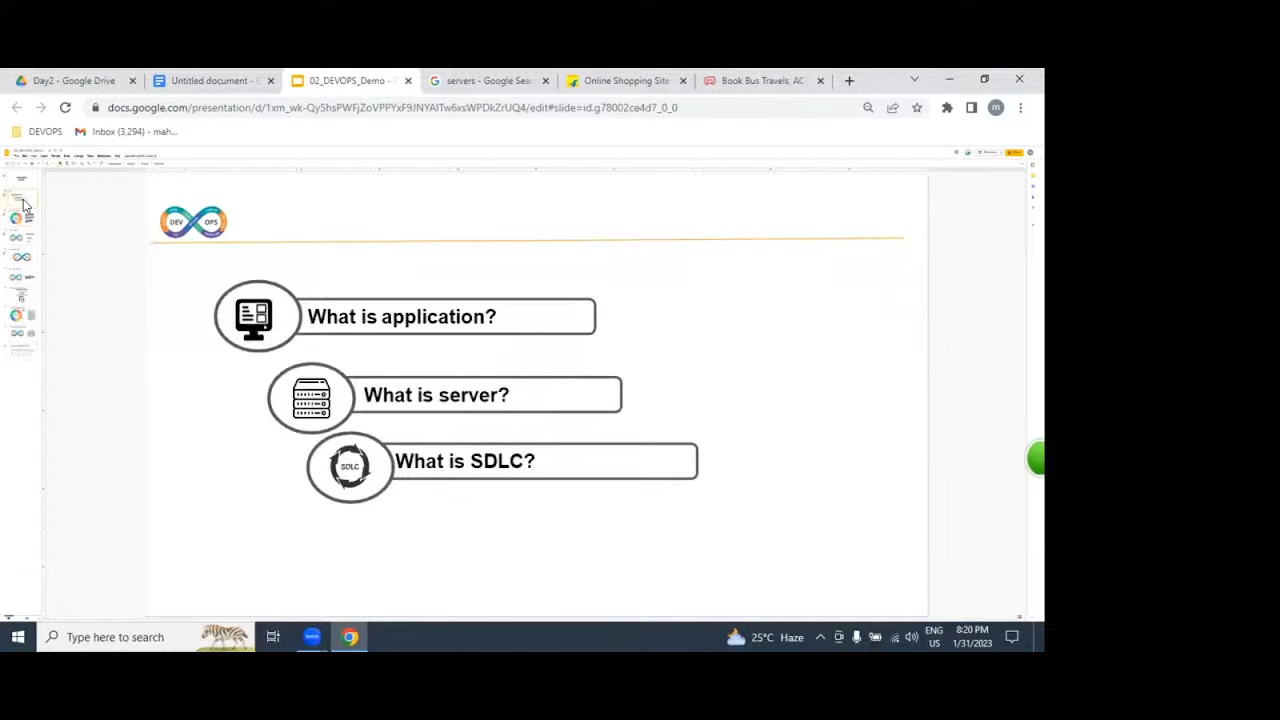 Day2 - Google Drive
Untitled document - G
02_DEVOPS_Demo - G
servers - Google Sear
Online Shopping Site
Book Bus Travels, AC
docs.google.com/presentation/d/1xm_wk-Qy5hsPWFjZoVPPYxF9JNYAITw6xsWPDkZrUQ4/edit#slide=id.g78002ce4d7_0_0
m
DEVOPS
Inbox (3,294) - mah...
DEV OPS
What is application?
What is server?
SDLC
What is SDLC?
Type here to search
zoom
25°C Haze
ENG
US
8:20 PM
1/31/2023